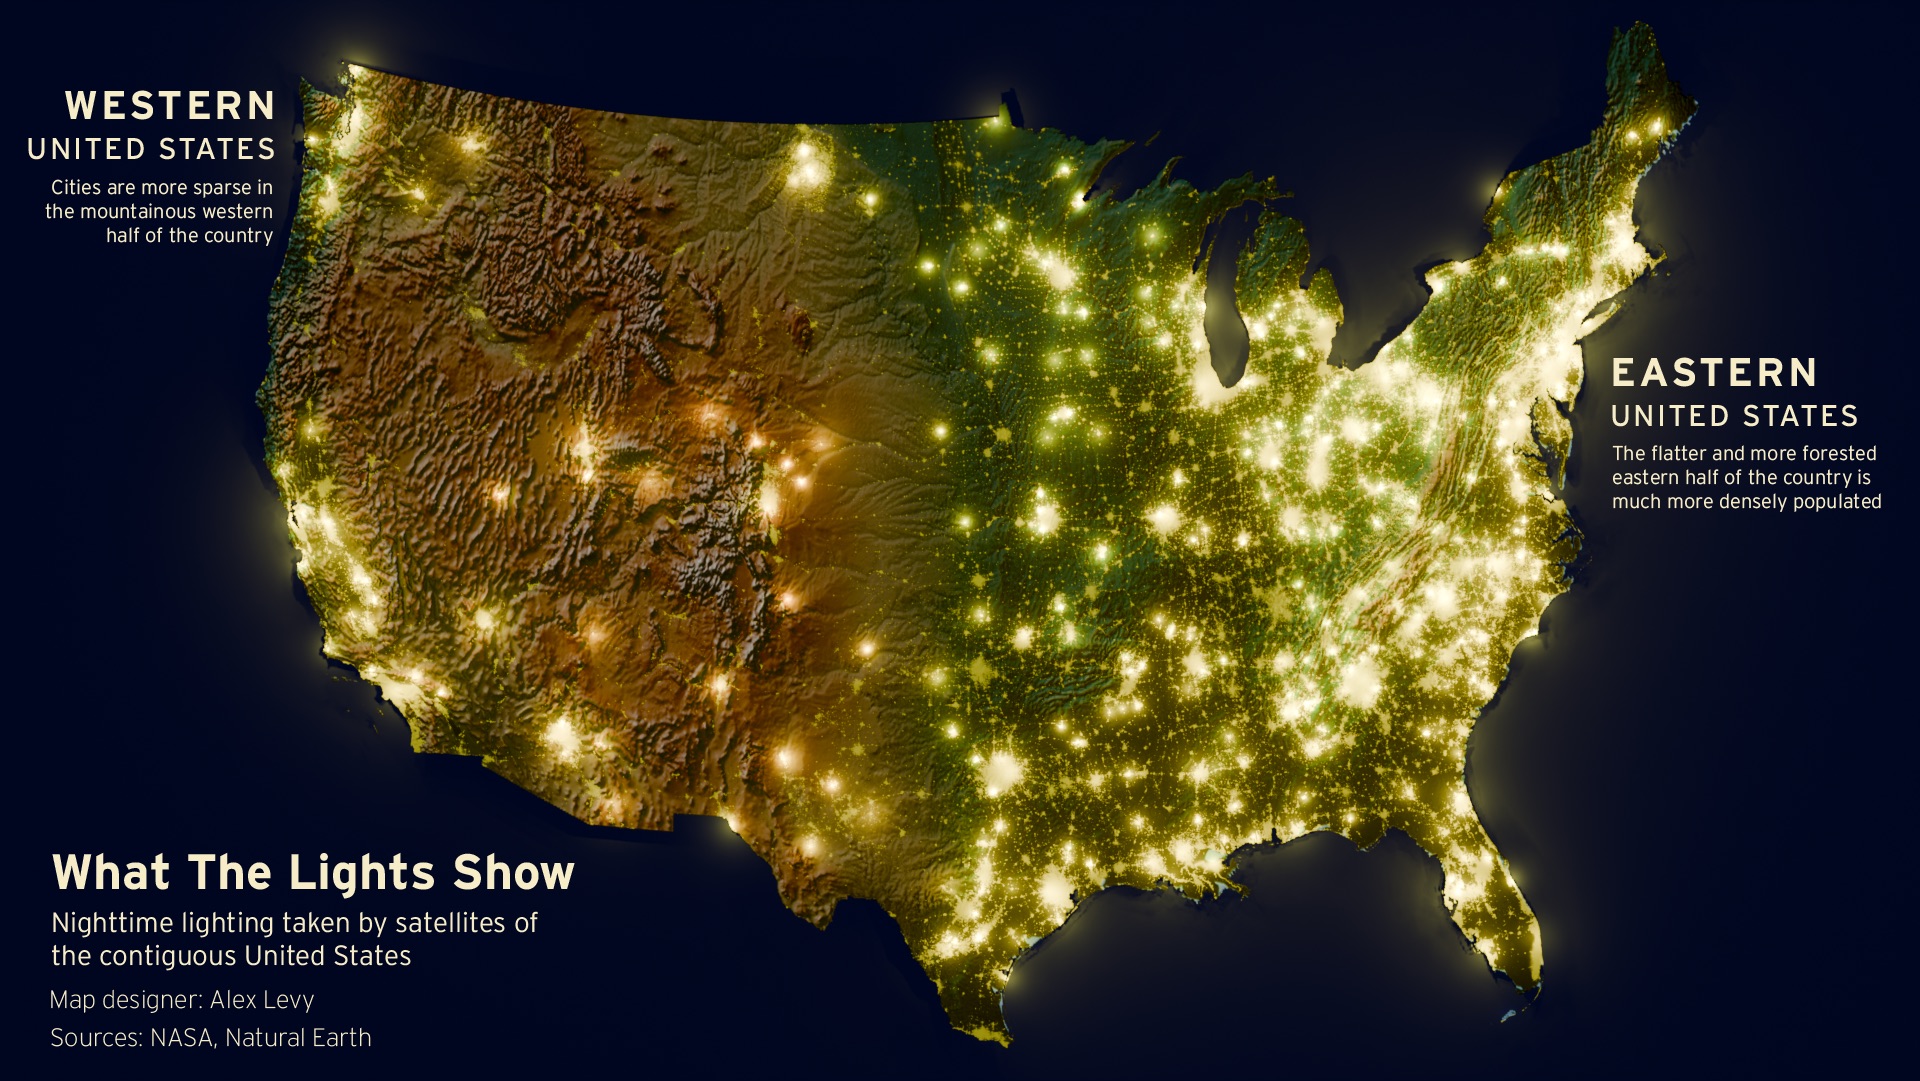 WESTERN
UNITED STATES
Cities are more sparse in
the mountainous western
half of the country
EASTERN
UNITED STATES
The flatter and more forested
eastern half of the country is
much more densely populated
What The Lights Show
Nighttime lighting taken by satellites of
the contiguous United States
Map designer: Alex Levy
Sources: NASA, Natural Earth